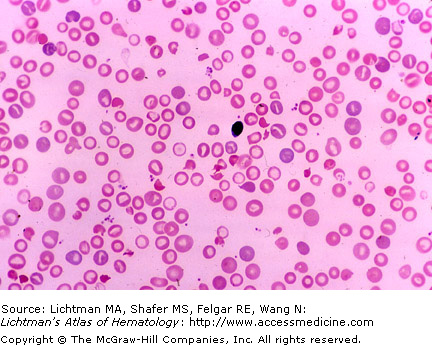 Source: Lichtman MA, Shafer MS, Felgar RE, Wang N:
Lichtman's Atlas of Hematology: http://www.accessmedicine.com
Copyright © The McGraw-Hill Companies, Inc. All rights reserved.